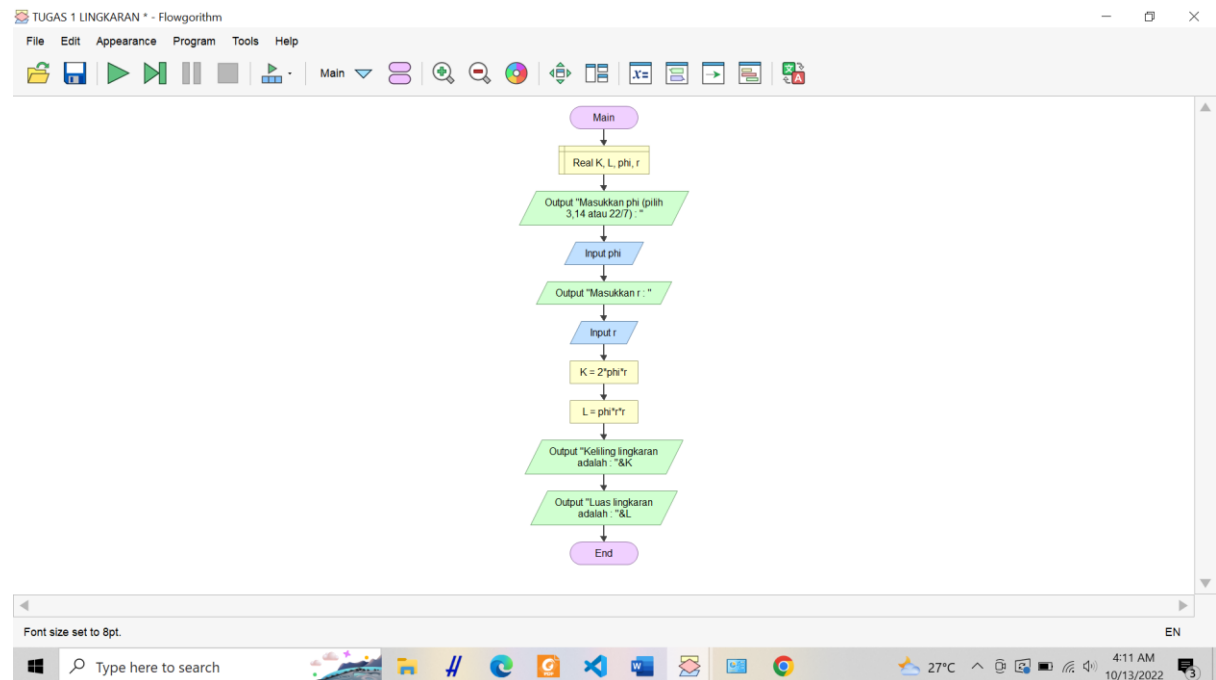 TUGAS 1 LINGKARAN * - Flowgorithm
File Edit Appearance Program Tools Help
Main
X=
Main
Real K, L, phi, r
Output "Masukkan phi (pilih
3,14 atau 22/7) : "
Input phi
Output "Masukkan r : "
Input r
K = 2*phi*r
L = phi*r*r
Output "Keliling lingkaran
adalah : "&K
Output "Luas lingkaran
adalah : "&L
End
Font size set to 8pt.
EN
Type here to search
27°C
4:11 AM
10/13/2022
3